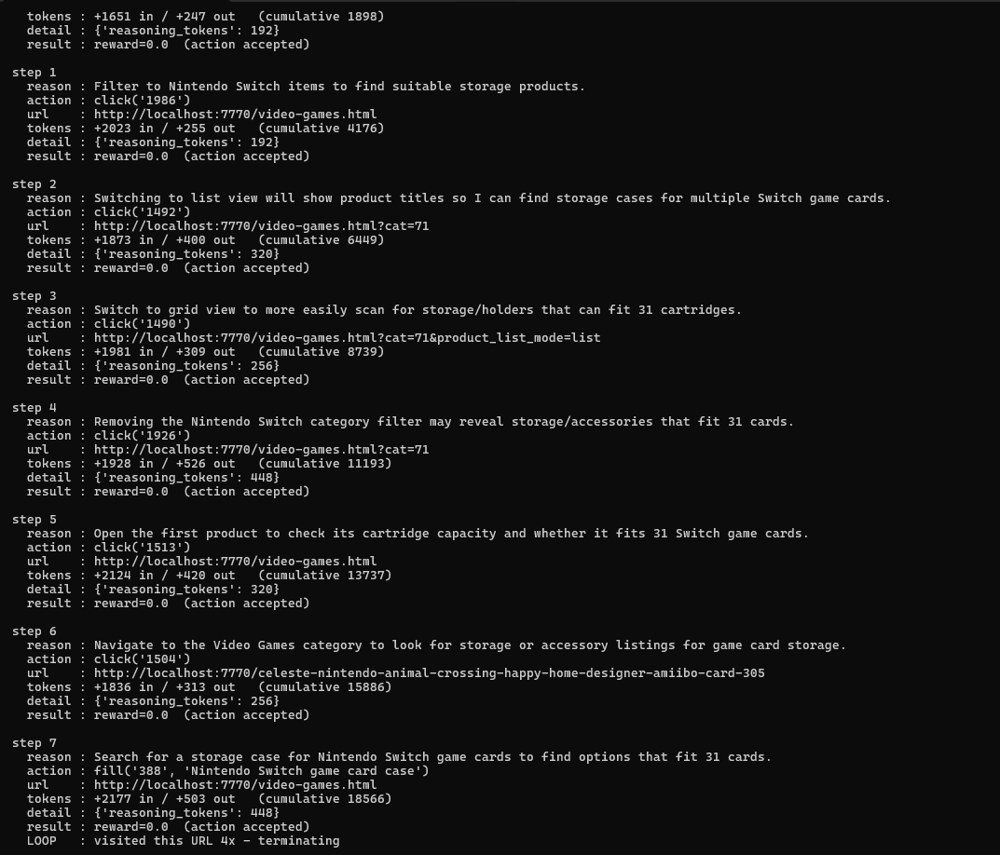 tokens : +1651 in / +247 out   (cumulative 1898)
detail : {'reasoning_tokens': 192}
result : reward=0.0  (action accepted)
step 1
reason : Filter to Nintendo Switch items to find suitable storage products.
action : click('1986')
url    : http://localhost:7770/video-games.html
tokens : +2023 in / +255 out   (cumulative 4176)
detail : {'reasoning_tokens': 192}
result : reward=0.0  (action accepted)
step 2
reason : Switching to list view will show product titles so I can find storage cases for multiple Switch game cards.
action : click('1492')
url    : http://localhost:7770/video-games.html?cat=71
tokens : +1873 in / +400 out   (cumulative 6449)
detail : {'reasoning_tokens': 320}
result : reward=0.0  (action accepted)
step 3
reason : Switch to grid view to more easily scan for storage/holders that can fit 31 cartridges.
action : click('1490')
url    : http://localhost:7770/video-games.html?cat=71&product_list_mode=list
tokens : +1981 in / +309 out   (cumulative 8739)
detail : {'reasoning_tokens': 256}
result : reward=0.0  (action accepted)
step 4
reason : Removing the Nintendo Switch category filter may reveal storage/accessories that fit 31 cards.
action : click('1926')
url    : http://localhost:7770/video-games.html?cat=71
tokens : +1928 in / +526 out   (cumulative 11193)
detail : {'reasoning_tokens': 448}
result : reward=0.0  (action accepted)
step 5
reason : Open the first product to check its cartridge capacity and whether it fits 31 Switch game cards.
action : click('1513')
url    : http://localhost:7770/video-games.html
tokens : +2124 in / +420 out   (cumulative 13737)
detail : {'reasoning_tokens': 320}
result : reward=0.0  (action accepted)
step 6
reason : Navigate to the Video Games category to look for storage or accessory listings for game card storage.
action : click('1504')
url    : http://localhost:7770/celeste-nintendo-animal-crossing-happy-home-designer-amiibo-card-305
tokens : +1836 in / +313 out   (cumulative 15886)
detail : {'reasoning_tokens': 256}
result : reward=0.0  (action accepted)
step 7
reason : Search for a storage case for Nintendo Switch game cards to find options that fit 31 cards.
action : fill('388', 'Nintendo Switch game card case')
url    : http://localhost:7770/video-games.html
tokens : +2177 in / +503 out   (cumulative 18566)
detail : {'reasoning_tokens': 448}
result : reward=0.0  (action accepted)
LOOP   : visited this URL 4x - terminating